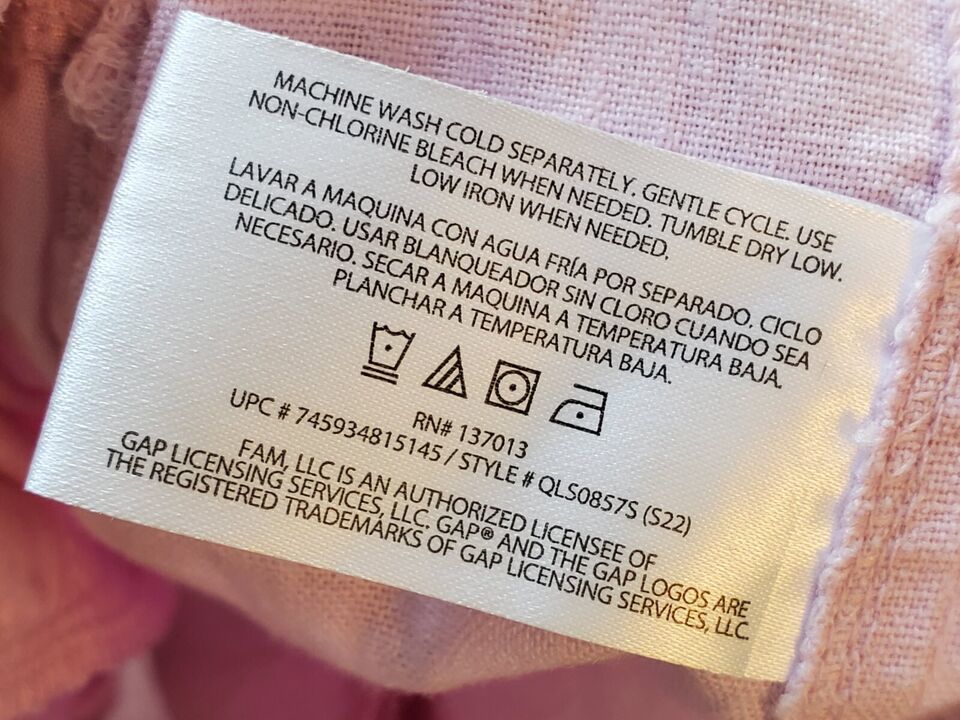 MACHINE WASH COLD SEPARATELY. GENTLE CYCLE. USE
NON-CHLORINE BLEACH WHEN NEEDED. TUMBLE DRY LOW.
LOW IRON WHEN NEEDED.
LAVAR A MAQUINA CON AGUA FRÍA POR SEPARADO. CICLO
DELICADO. USAR BLANQUEADOR SIN CLORO CUANDO SEA
NECESARIO. SECAR A MAQUINA A TEMPERATURA BAJA.
PLANCHAR A TEMPERATURA BAJA.
RN# 137013
UPC # 745934815145 / STYLE # QLS0857S (S22)
FAM, LLC IS AN AUTHORIZED LICENSEE OF
GAP LICENSING SERVICES, LLC. GAP® AND THE GAP LOGOS ARE
THE REGISTERED TRADEMARKS OF GAP LICENSING SERVICES, LLC.